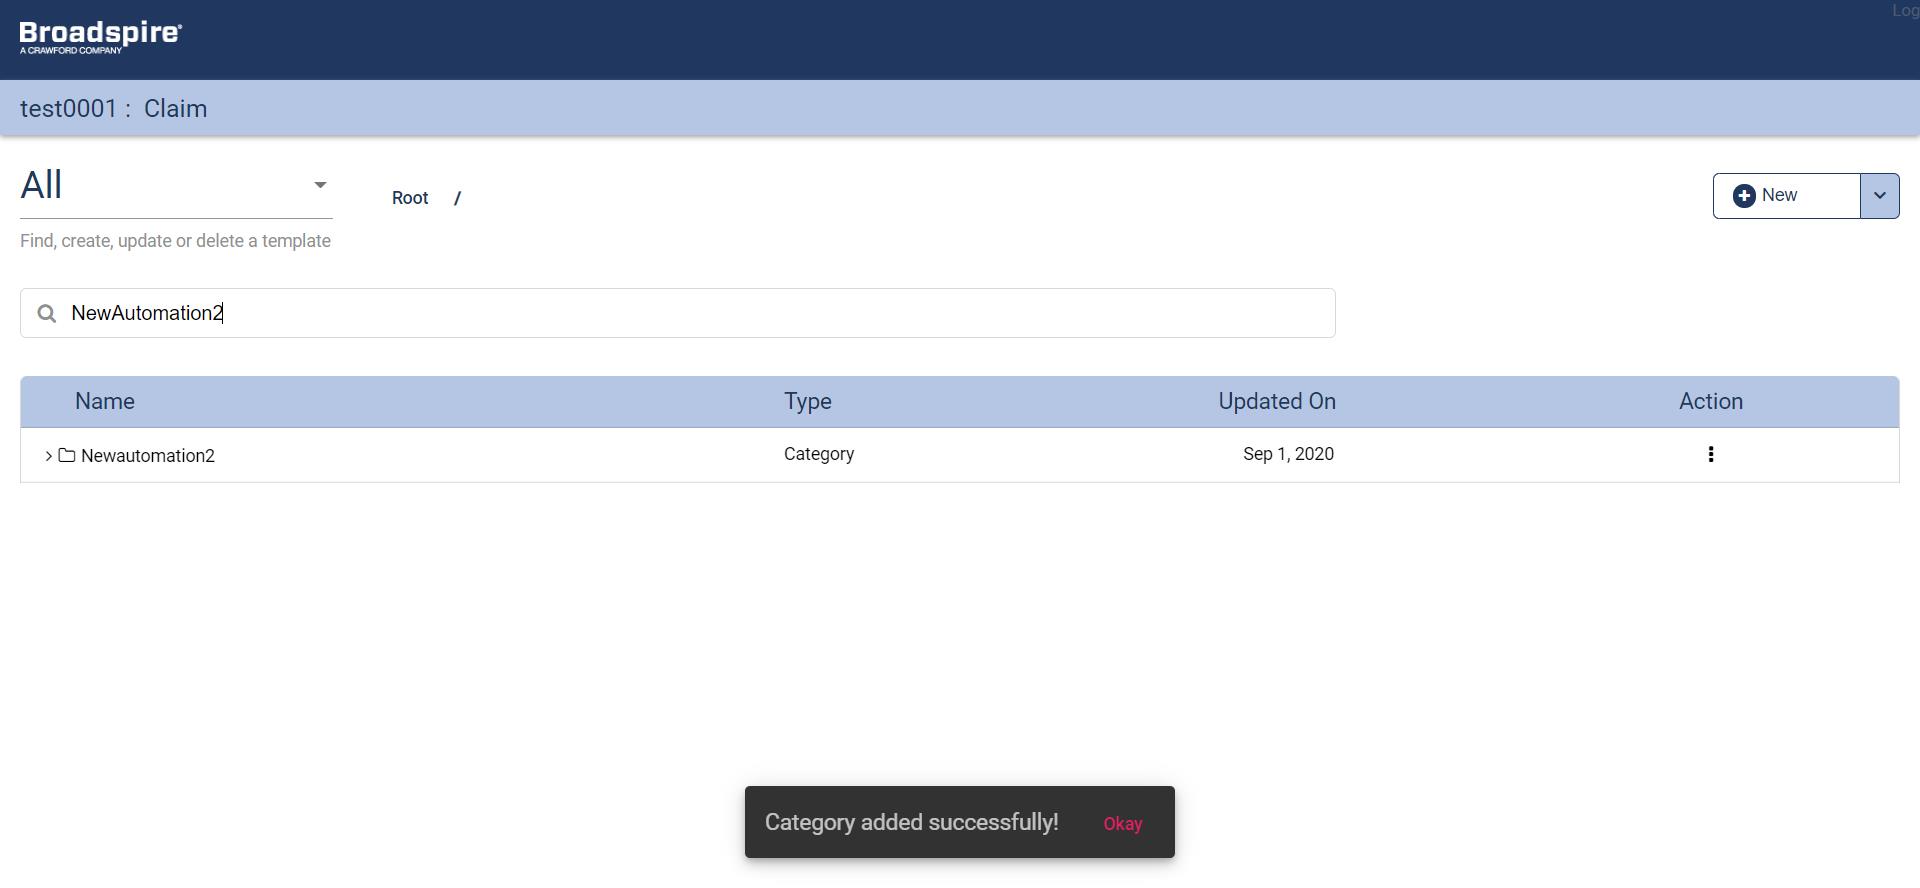 Log
Broadspire®
A CRAWFORD COMPANY
test0001 : Claim
All
Root /
New
Find, create, update or delete a template
NewAutomation2
Name Type Updated On Action
Newautomation2 Category Sep 1, 2020
Category added successfully! Okay